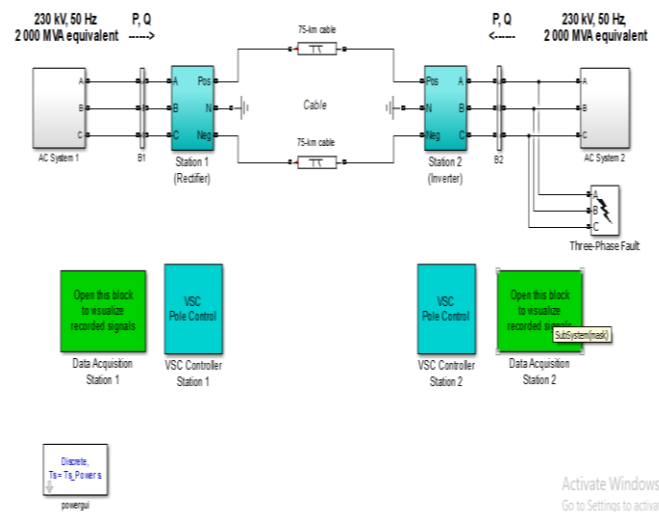 230 kV, 50 Hz
2 000 MVA equivalent
P, Q
----->
P, Q
<-----
230 kV, 50 Hz,
2 000 MVA equivalent
75-km cable
A
B
C
A
B
C
Pos
N
Neg
Cable
Pos
N
Neg
A
B
C
A
B
C
75-km cable
AC System 1
B1
Station 1
(Rectifier)
Station 2
(Inverter)
B2
AC System 2
A
B
C
Three-Phase Fault
Open this block
to visualize
recorded signals
VSC
Pole Control
VSC
Pole Control
Open this block
to visualize
recorded
SubSystem(mask)
Data Acquisition
Station 1
VSC Controller
Station 1
VSC Controller
Station 2
Data Acquisition
Station 2
Discrete,
Ts= Ts_Power s
powergui
Activate Windows
Go to Settings to activa